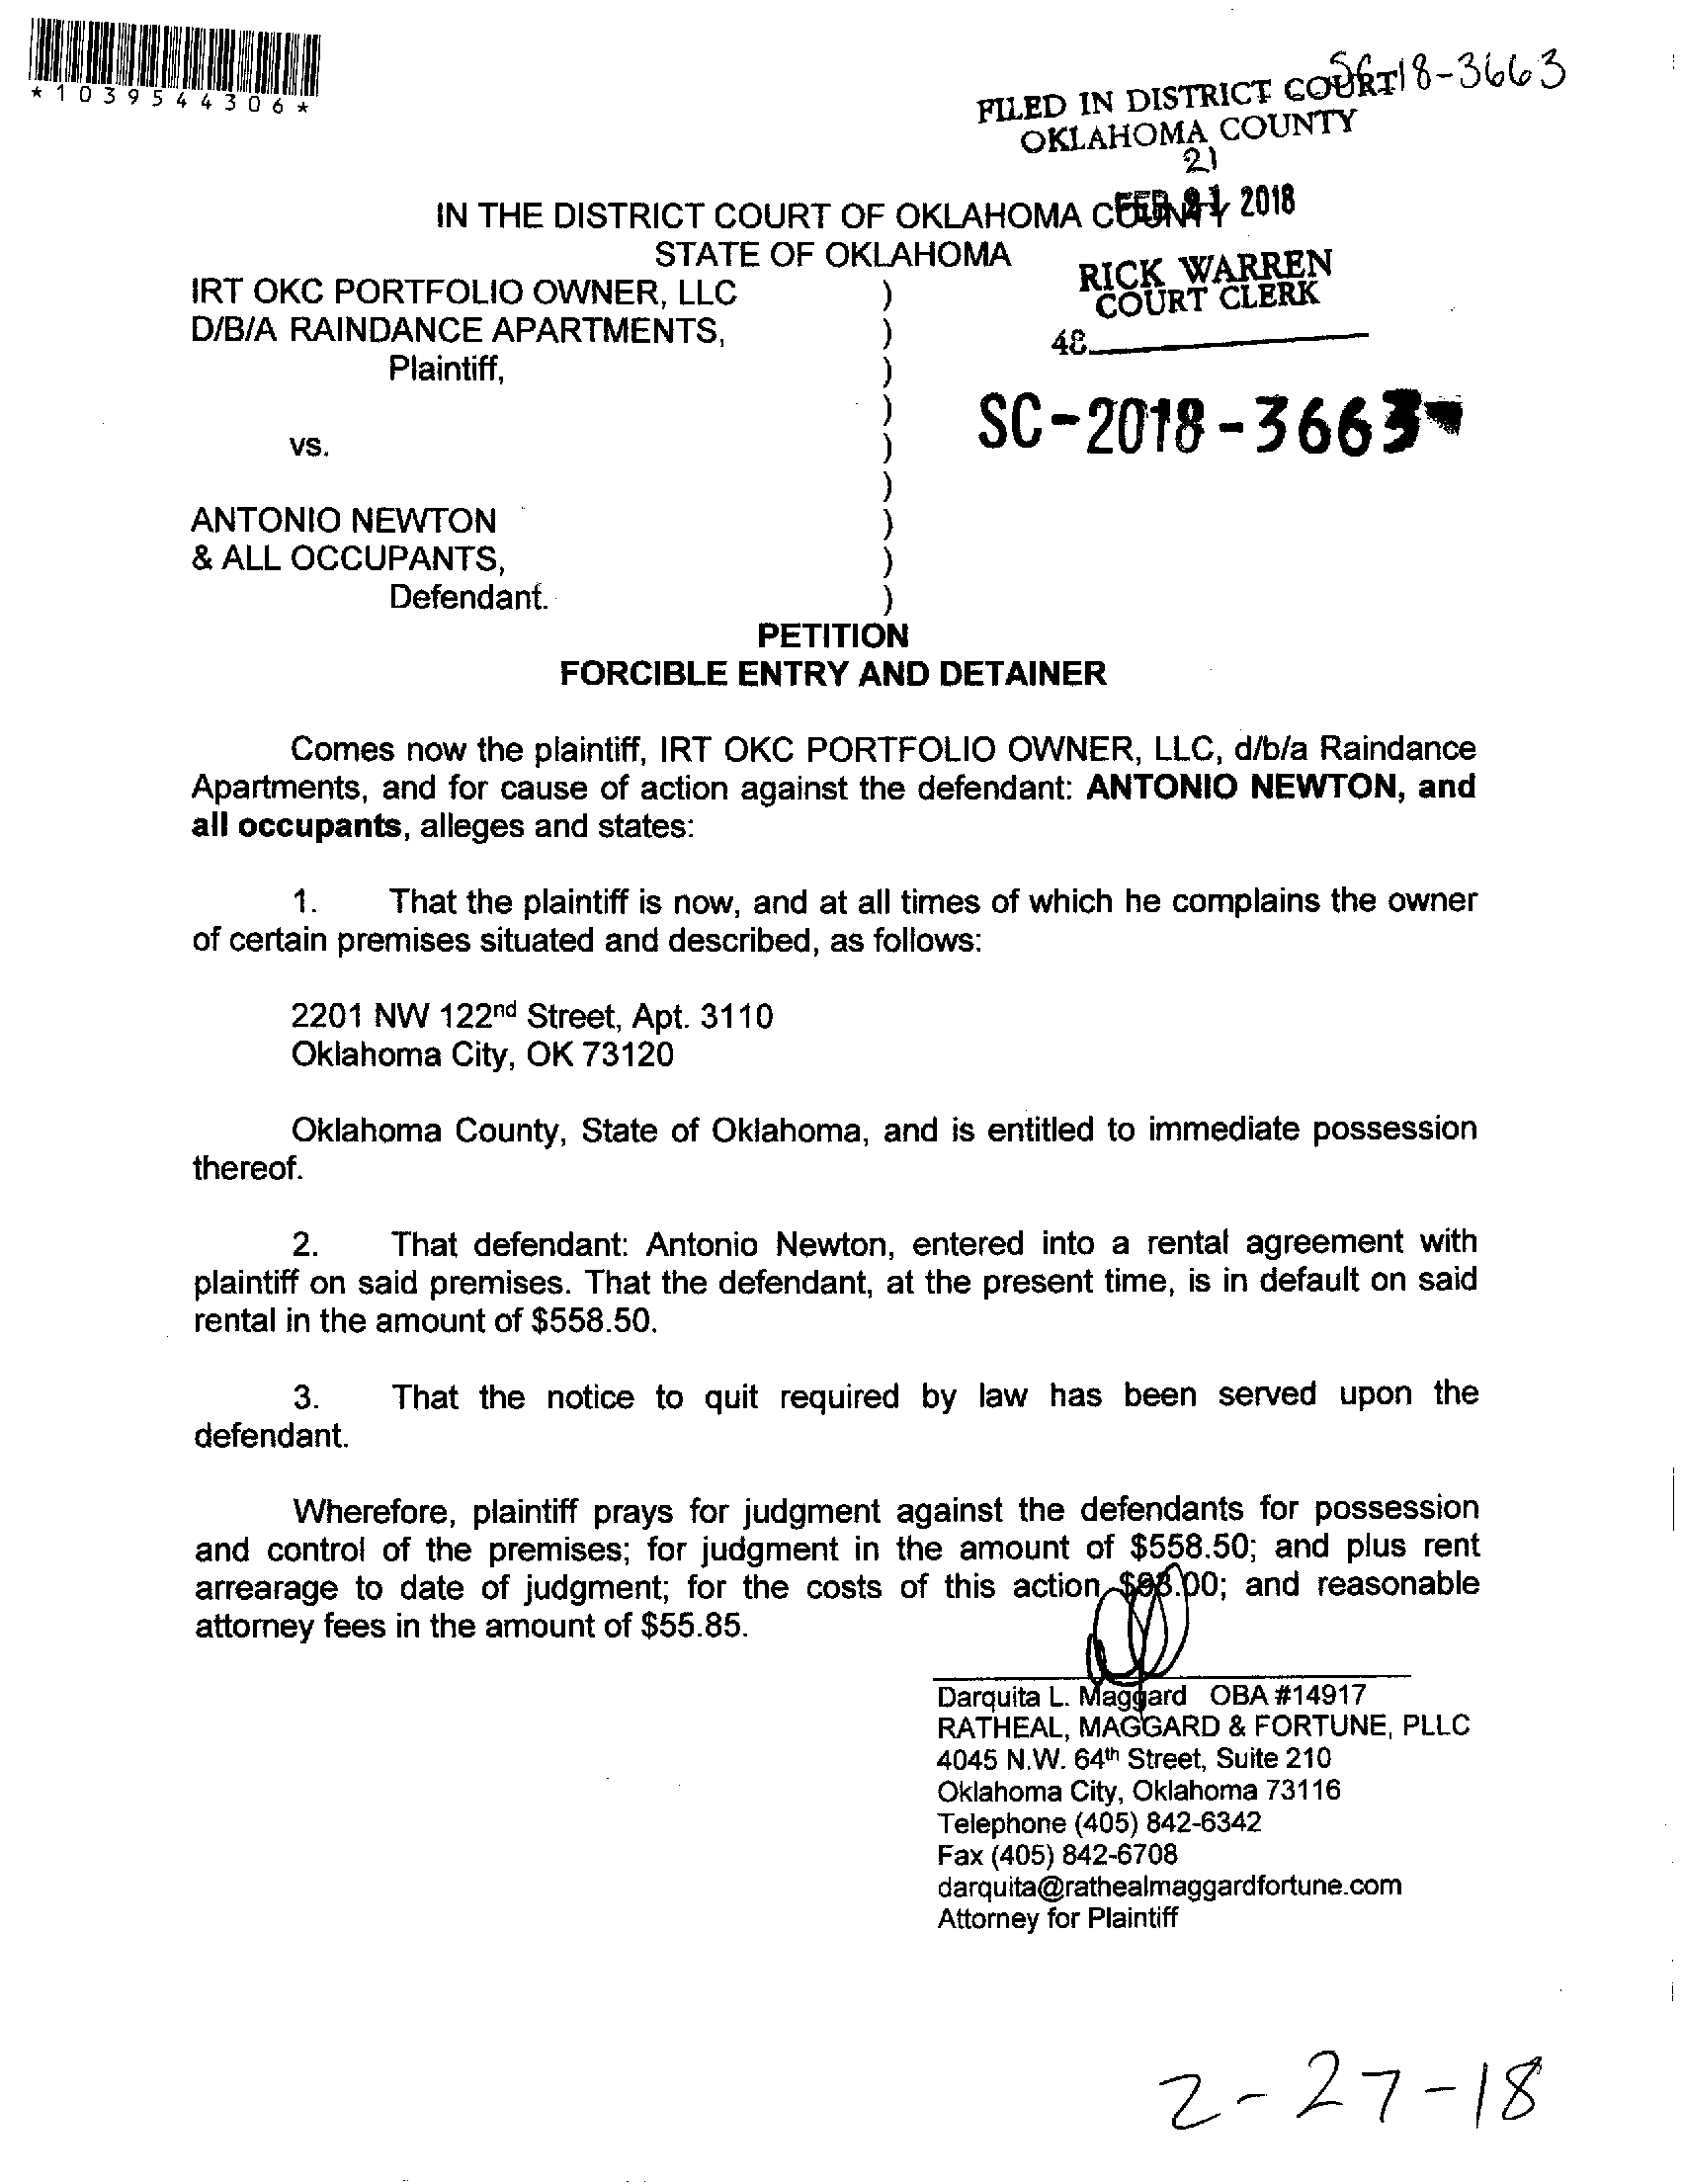 *1039544306*
SC-18-3663
FILED IN DISTRICT COURT
OKLAHOMA COUNTY
21
FEB 21 2018
IN THE DISTRICT COURT OF OKLAHOMA COUNTY
STATE OF OKLAHOMA
RICK WARREN
COURT CLERK
48
IRT OKC PORTFOLIO OWNER, LLC )
D/B/A RAINDANCE APARTMENTS, )
Plaintiff, )
)
SC-2018-3663
vs. )
)
ANTONIO NEWTON )
& ALL OCCUPANTS, )
Defendant. )
PETITION
FORCIBLE ENTRY AND DETAINER
Comes now the plaintiff, IRT OKC PORTFOLIO OWNER, LLC, d/b/a Raindance
Apartments, and for cause of action against the defendant: ANTONIO NEWTON, and
all occupants, alleges and states:
1. That the plaintiff is now, and at all times of which he complains the owner
of certain premises situated and described, as follows:
2201 NW 122nd Street, Apt. 3110
Oklahoma City, OK 73120
Oklahoma County, State of Oklahoma, and is entitled to immediate possession
thereof.
2. That defendant: Antonio Newton, entered into a rental agreement with
plaintiff on said premises. That the defendant, at the present time, is in default on said
rental in the amount of $558.50.
3. That the notice to quit required by law has been served upon the
defendant.
Wherefore, plaintiff prays for judgment against the defendants for possession
and control of the premises; for judgment in the amount of $558.50; and plus rent
arrearage to date of judgment; for the costs of this action and reasonable
attorney fees in the amount of $55.85.
Darquita L. Maggard OBA #14917
RATHEAL, MAGGARD & FORTUNE, PLLC
4045 N.W. 64th Street, Suite 210
Oklahoma City, Oklahoma 73116
Telephone (405) 842-6342
Fax (405) 842-6708
darquita@rathealmaggardfortune.com
Attorney for Plaintiff
2-27-18